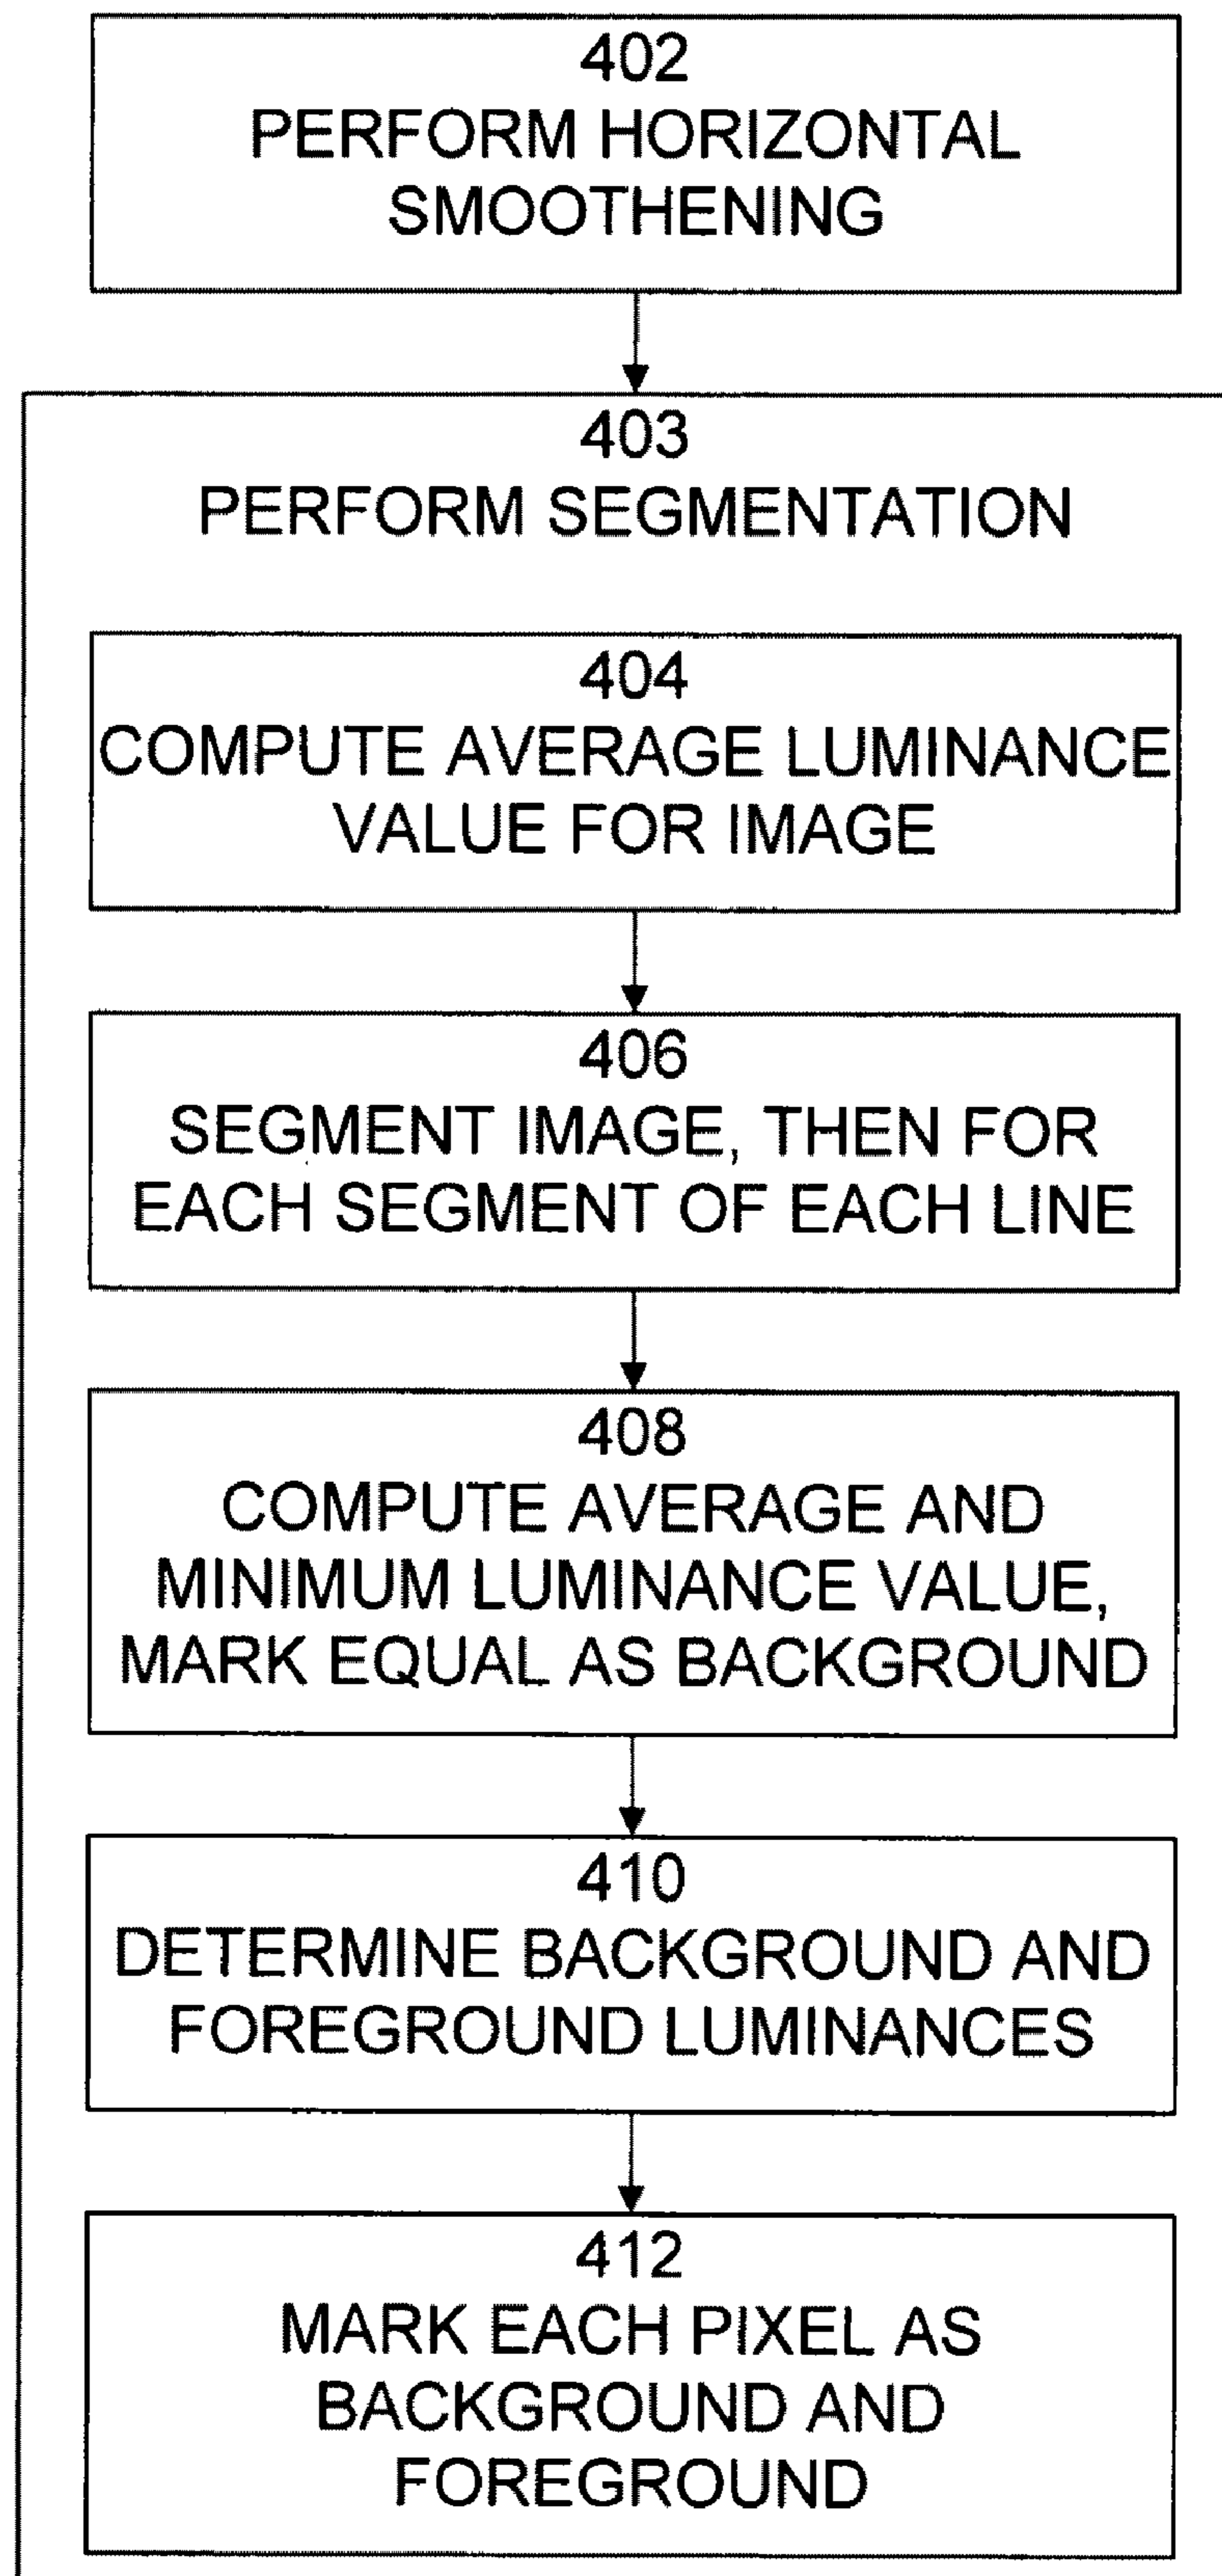 402
PERFORM HORIZONTAL
SMOOTHENING
403
PERFORM SEGMENTATION
404
COMPUTE AVERAGE LUMINANCE
VALUE FOR IMAGE
406
SEGMENT IMAGE, THEN FOR
EACH SEGMENT OF EACH LINE
408
COMPUTE AVERAGE AND
MINIMUM LUMINANCE VALUE,
MARK EQUAL AS BACKGROUND
410
DETERMINE BACKGROUND AND
FOREGROUND LUMINANCES
412
MARK EACH PIXEL AS
BACKGROUND AND
FOREGROUND